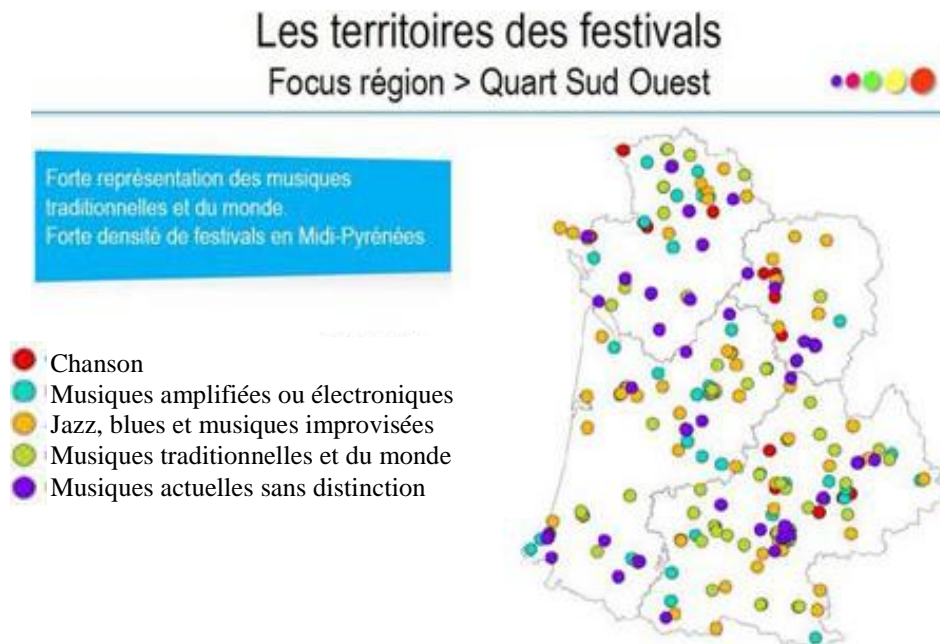 Les territoires des festivals
Focus région > Quart Sud Ouest
Forte représentation des musiques
traditionnelles et du monde.
Forte densité de festivals en Midi-Pyrénées
Chanson
Musiques amplifiées ou électroniques
Jazz, blues et musiques improvisées
Musiques traditionnelles et du monde
Musiques actuelles sans distinction